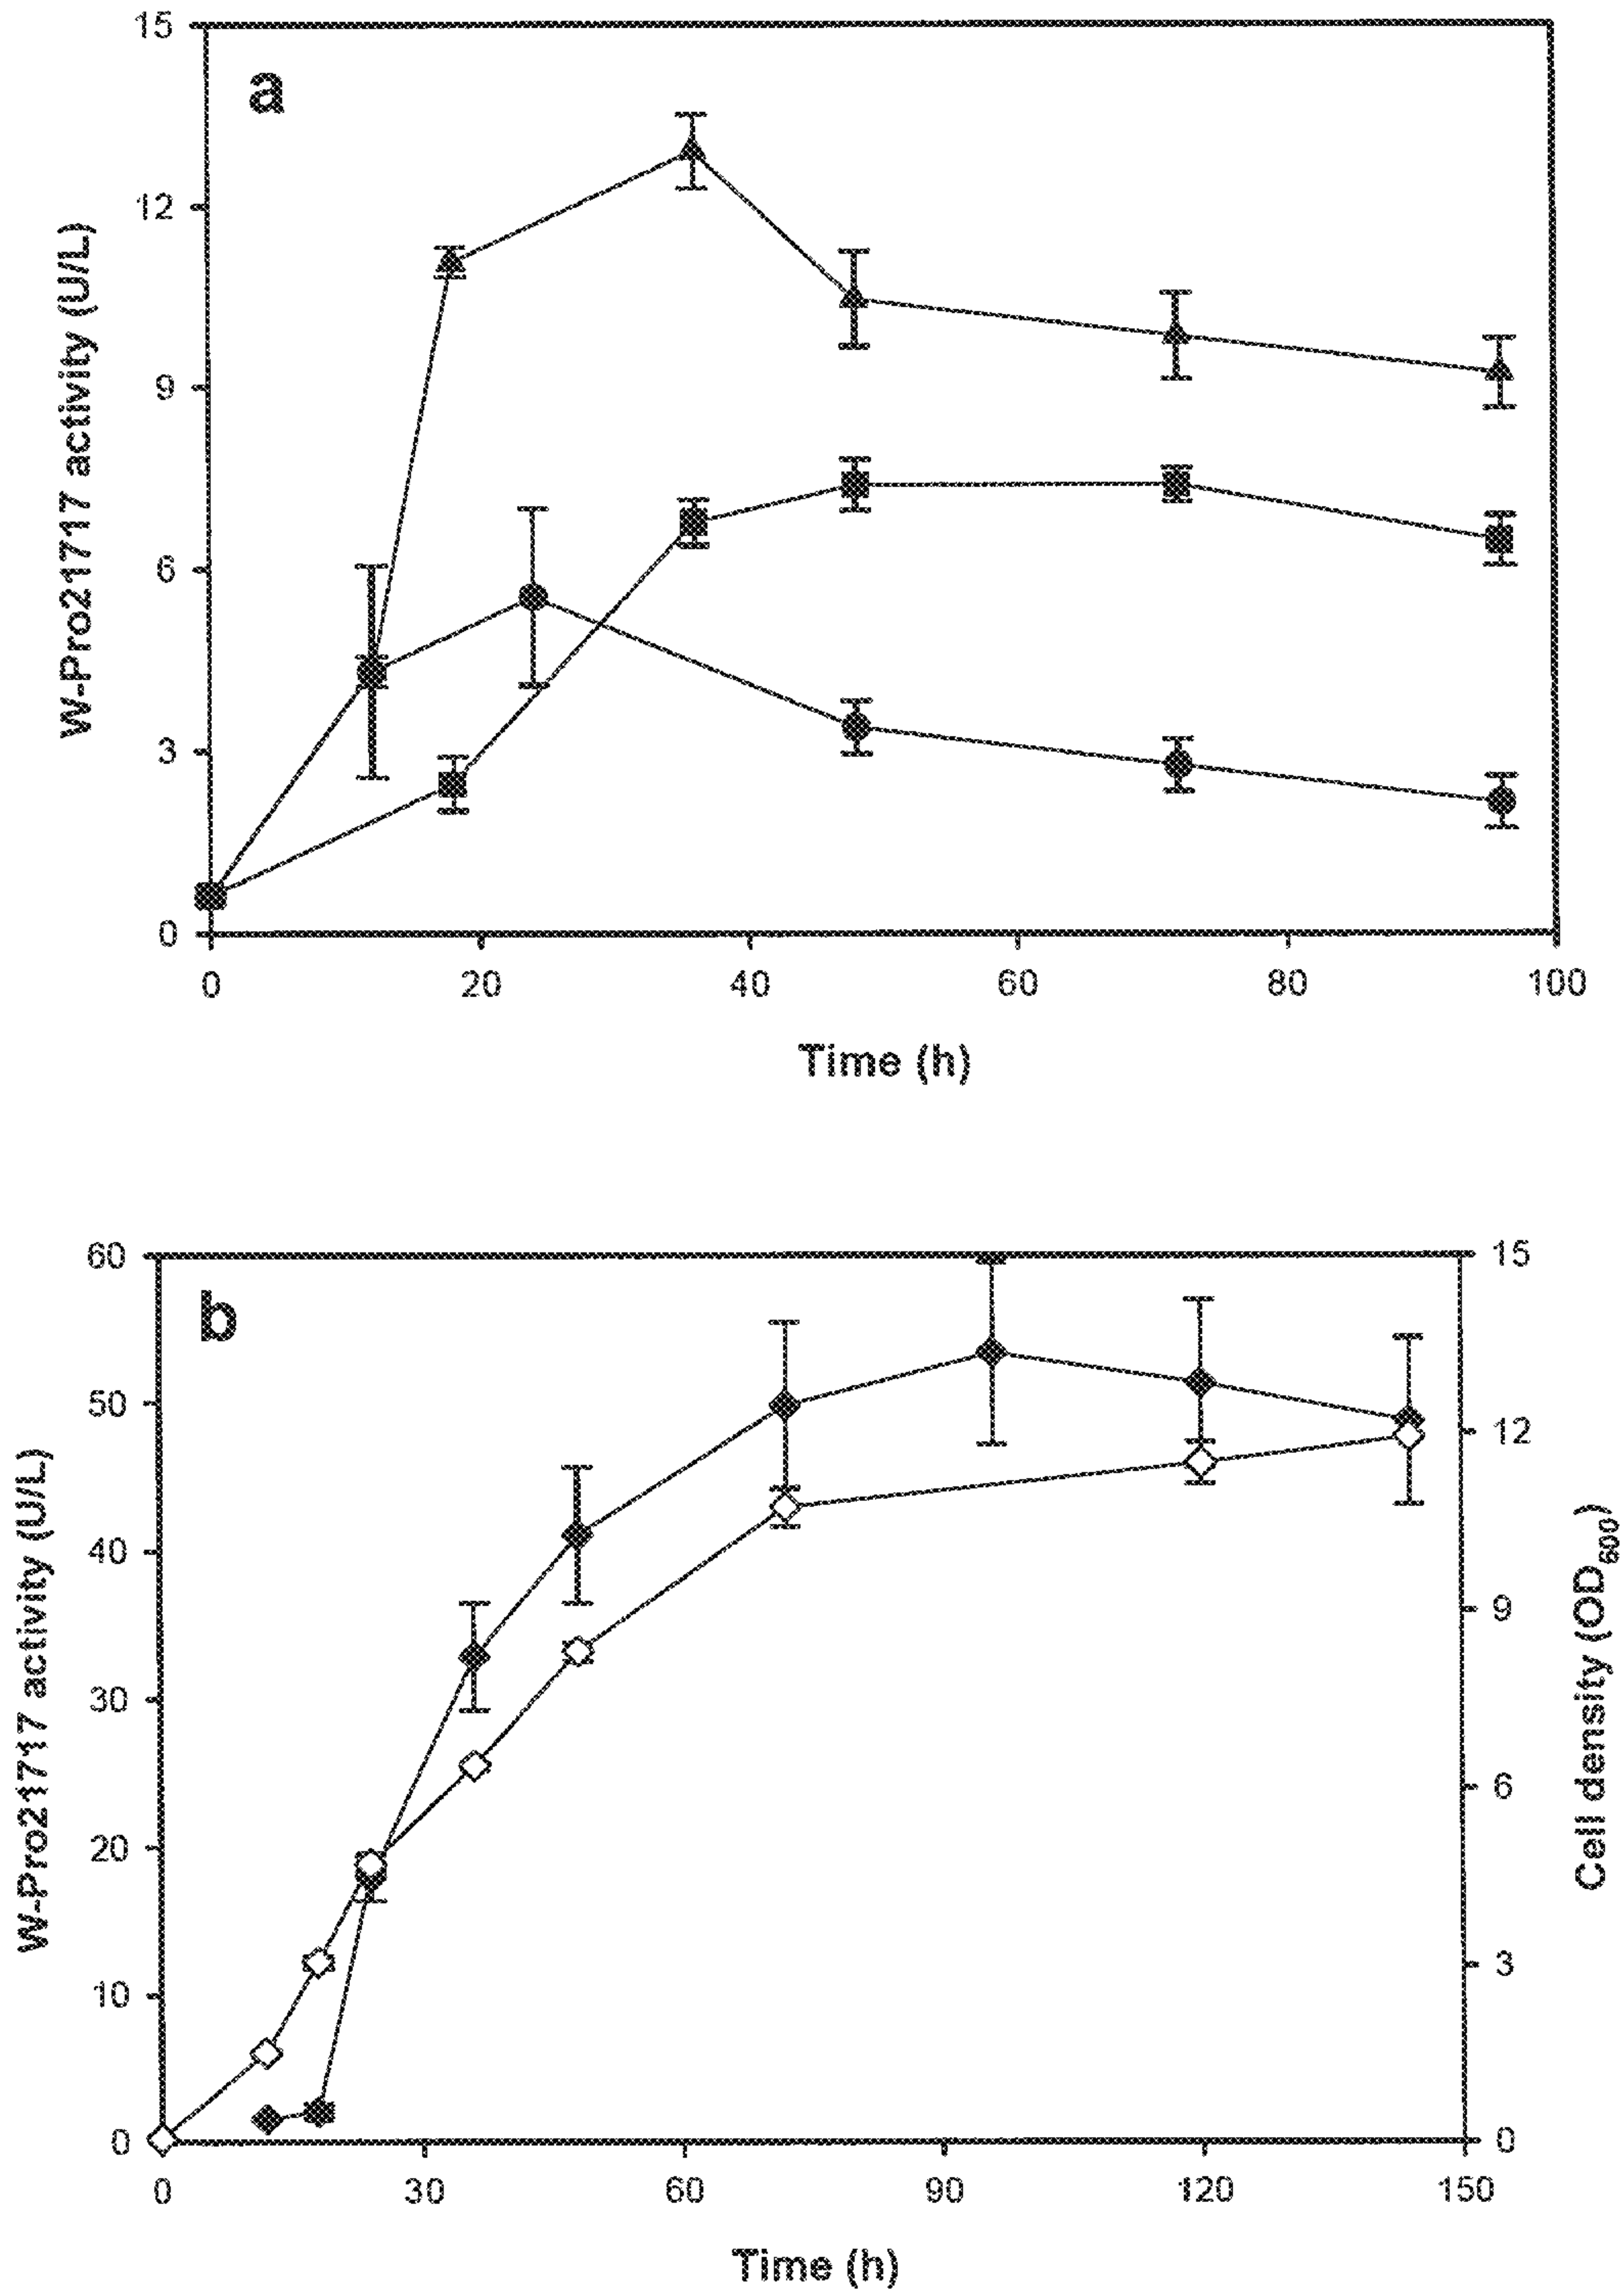 a
W-Pro21717 activity (U/L)
15
12
9
6
3
0
0 20 40 60 80 100
Time (h)
b
W-Pro21717 activity (U/L)
60
50
40
30
20
10
0
15
12
9
6
3
0
Cell density (OD600)
0 30 60 90 120 150
Time (h)